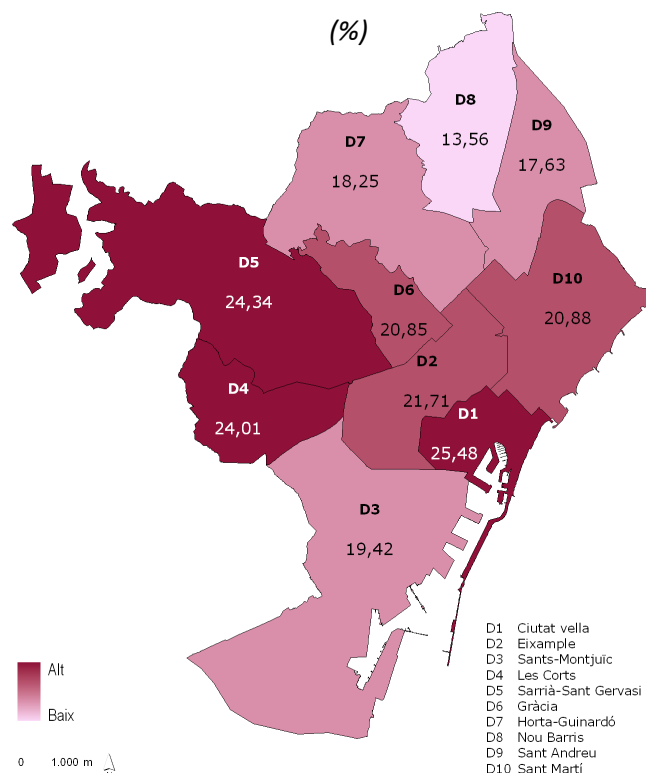 (%)
D8
13,56
D9
17,63
D7
18,25
D5
24,34
D6
20,85
D10
20,88
D2
21,71
D4
24,01
D1
25,48
D3
19,42
Alt
Baix
0 1.000 m
D1 Ciutat vella
D2 Eixample
D3 Sants-Montjuïc
D4 Les Corts
D5 Sarrià-Sant Gervasi
D6 Gràcia
D7 Horta-Guinardó
D8 Nou Barris
D9 Sant Andreu
D10 Sant Martí